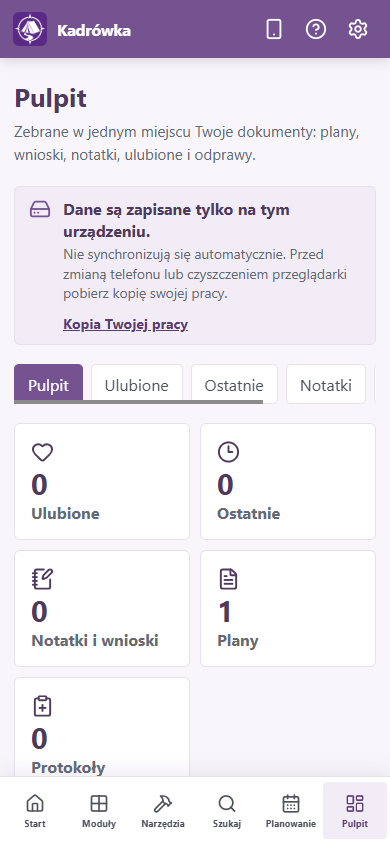 Kadrówka
Pulpit
Zebrane w jednym miejscu Twoje dokumenty: plany,
wnioski, notatki, ulubione i odprawy.
Dane są zapisane tylko na tym
urządzeniu.
Nie synchronizują się automatycznie. Przed
zmianą telefonu lub czyszczeniem przeglądarki
pobierz kopię swojej pracy.
Kopia Twojej pracy
Pulpit
Ulubione
Ostatnie
Notatki
0
Ulubione
0
Ostatnie
0
Notatki i wnioski
1
Plany
0
Protokoły
Start
Moduły
Narzędzia
Szukaj
Planowanie
Pulpit